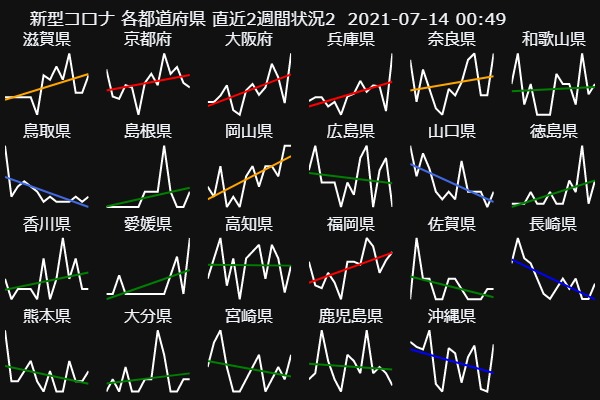 新型コロナ 各都道府県 直近2週間状況2 2021-07-14 00:49
滋賀県 京都府 大阪府 兵庫県 奈良県 和歌山県
鳥取県 島根県 岡山県 広島県 山口県 徳島県
香川県 愛媛県 高知県 福岡県 佐賀県 長崎県
熊本県 大分県 宮崎県 鹿児島県 沖縄県